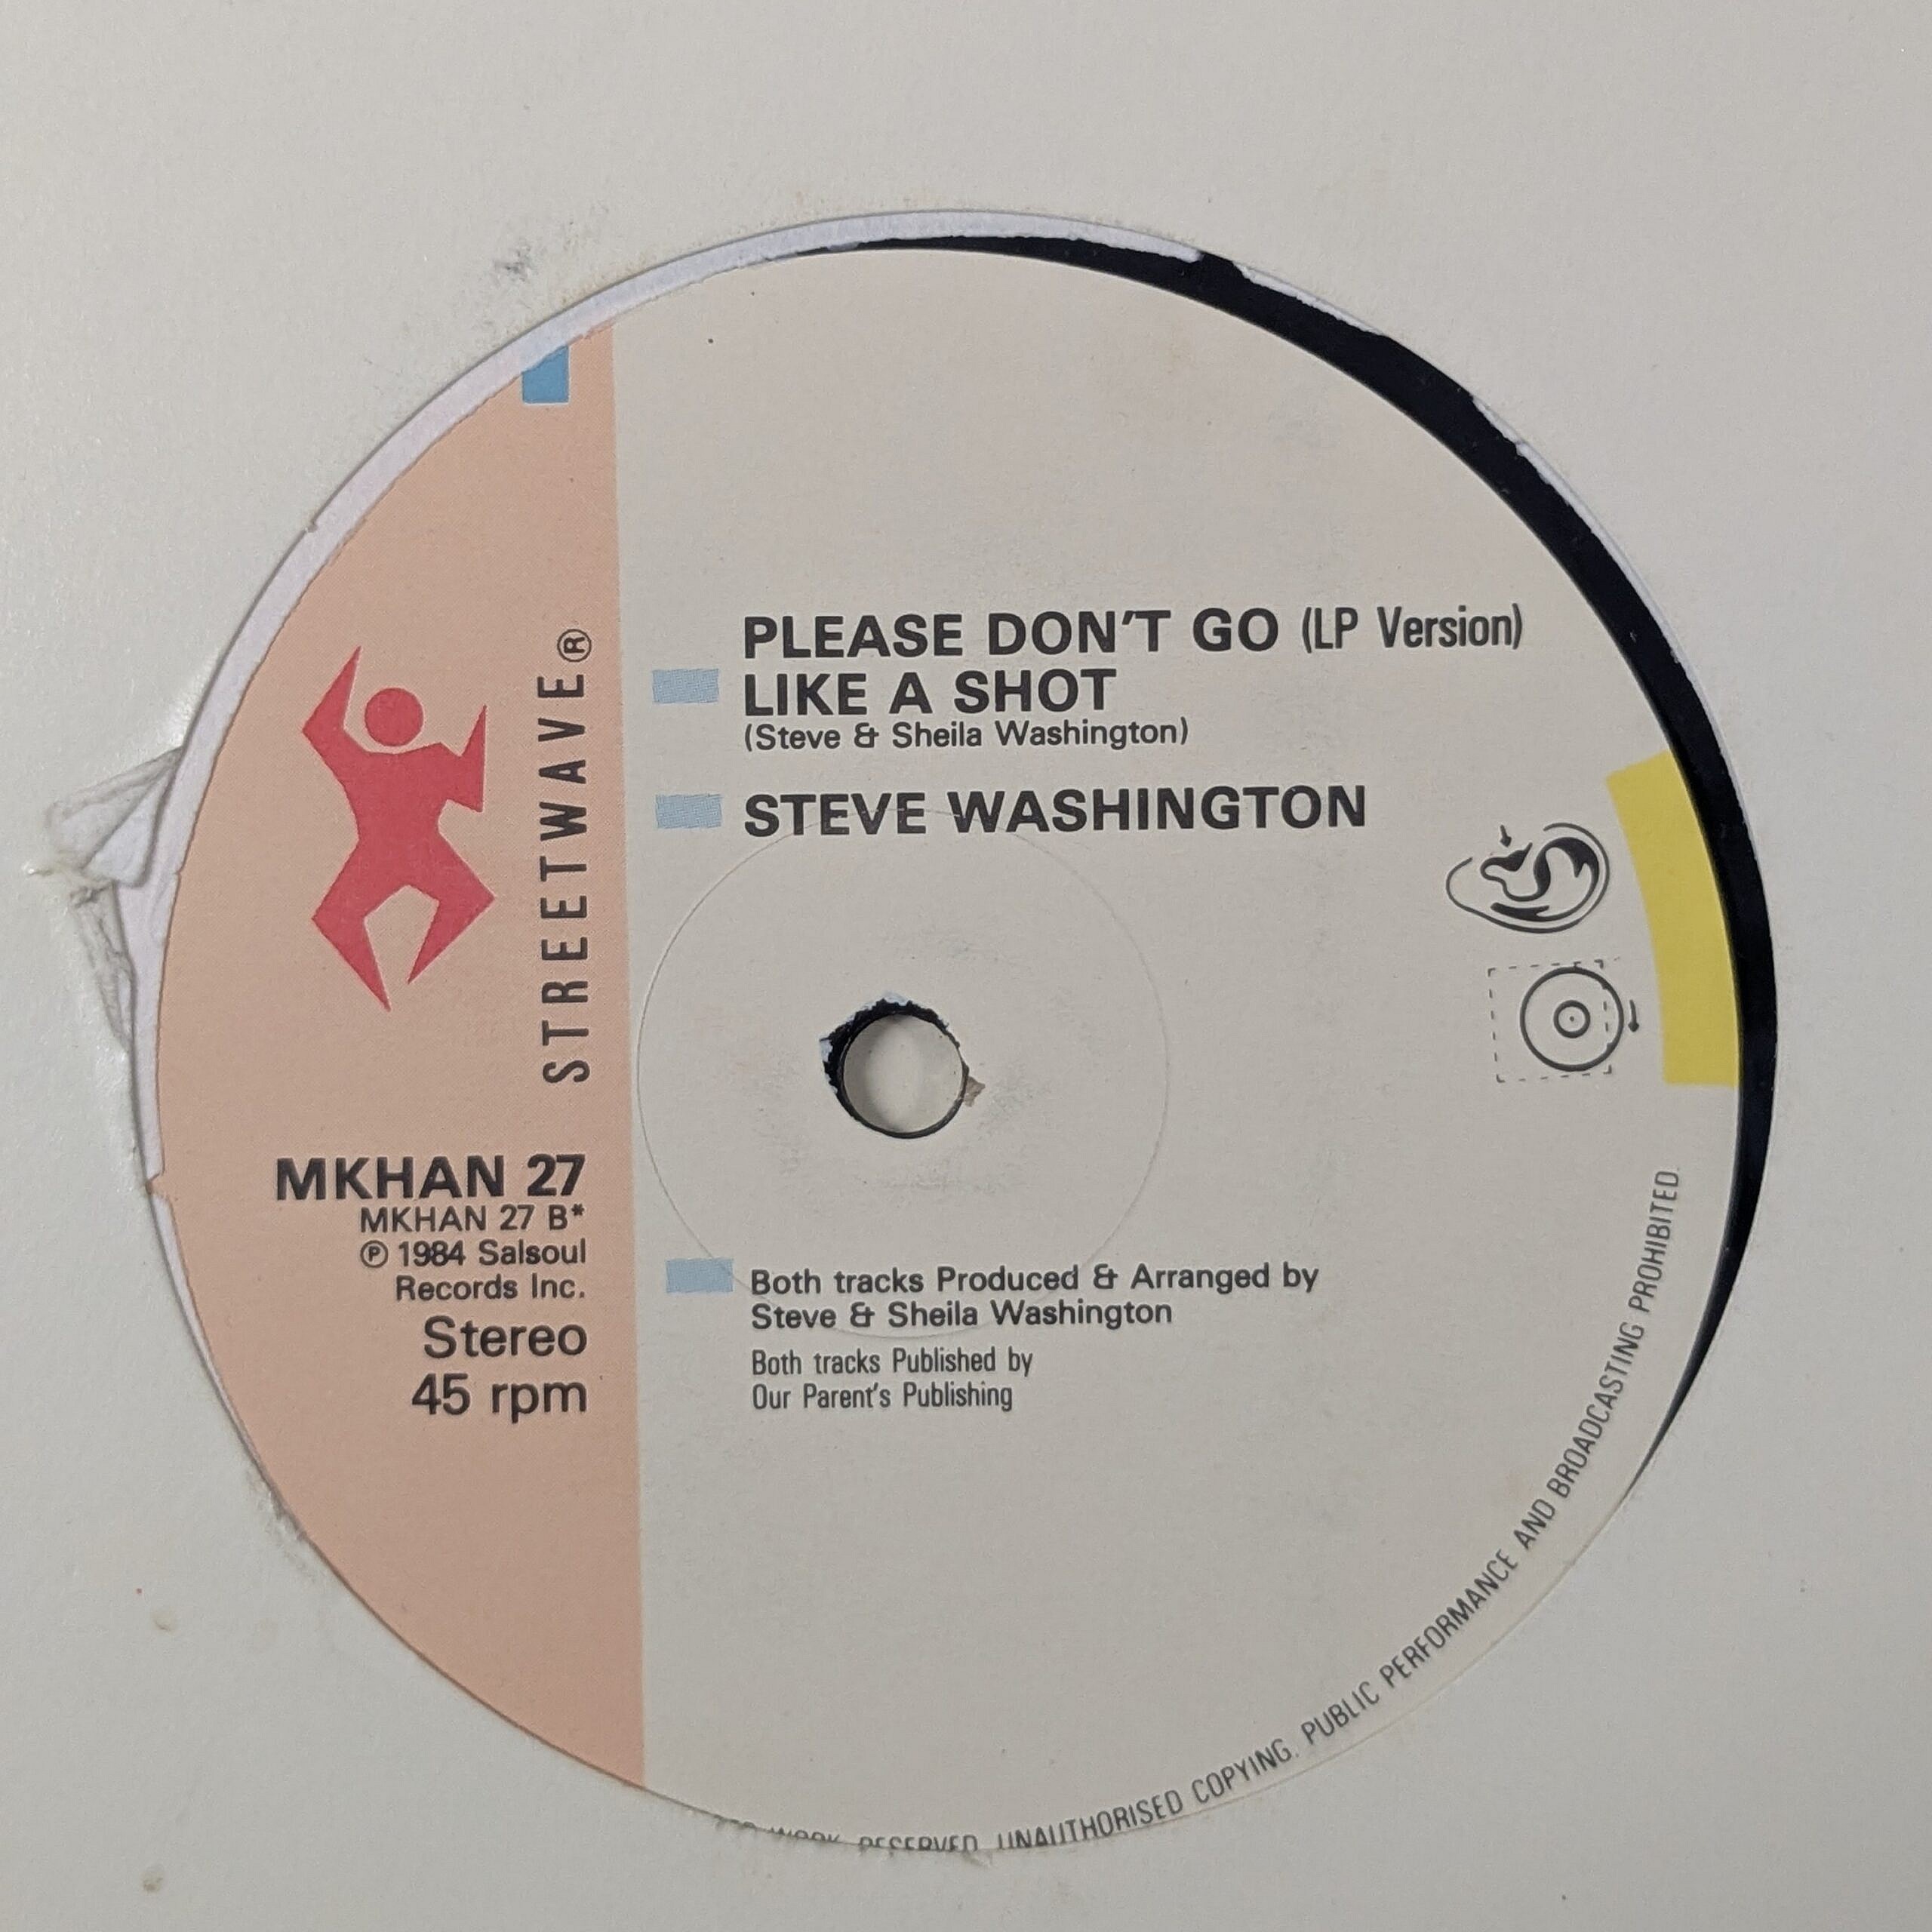 STREETWAVE®
PLEASE DON'T GO (LP Version)
LIKE A SHOT
(Steve & Sheila Washington)
STEVE WASHINGTON
MKHAN 27
MKHAN 27 B*
℗ 1984 Salsoul
Records Inc.
Stereo
45 rpm
Both tracks Produced & Arranged by
Steve & Sheila Washington
Both tracks Published by
Our Parent's Publishing
WORK RESERVED. UNAUTHORISED COPYING. PUBLIC PERFORMANCE AND BROADCASTING PROHIBITED.